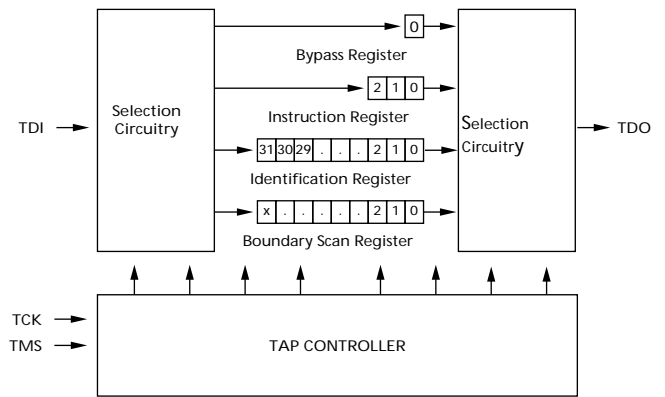 0
Bypass Register
2 1 0
Selection
Circuitry
Instruction Register
Selection
Circuitry
TDI
TDO
31 30 29 . . . 2 1 0
Identification Register
x . . . . . 2 1 0
Boundary Scan Register
TCK
TMS
TAP CONTROLLER